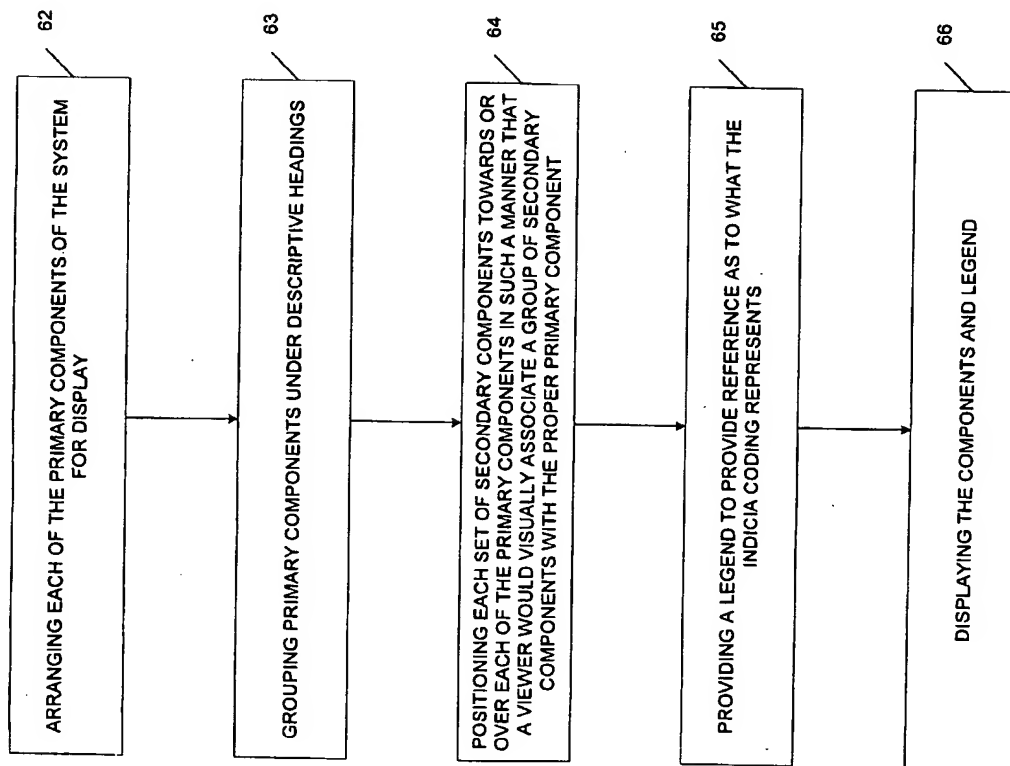 62
ARRANGING EACH OF THE PRIMARY COMPONENTS OF THE SYSTEM
FOR DISPLAY
63
GROUPING PRIMARY COMPONENTS UNDER DESCRIPTIVE HEADINGS
64
POSITIONING EACH SET OF SECONDARY COMPONENTS TOWARDS OR
OVER EACH OF THE PRIMARY COMPONENTS IN SUCH A MANNER THAT
A VIEWER WOULD VISUALLY ASSOCIATE A GROUP OF SECONDARY
COMPONENTS WITH THE PROPER PRIMARY COMPONENT
65
PROVIDING A LEGEND TO PROVIDE REFERENCE AS TO WHAT THE
INDICIA CODING REPRESENTS
66
DISPLAYING THE COMPONENTS AND LEGEND